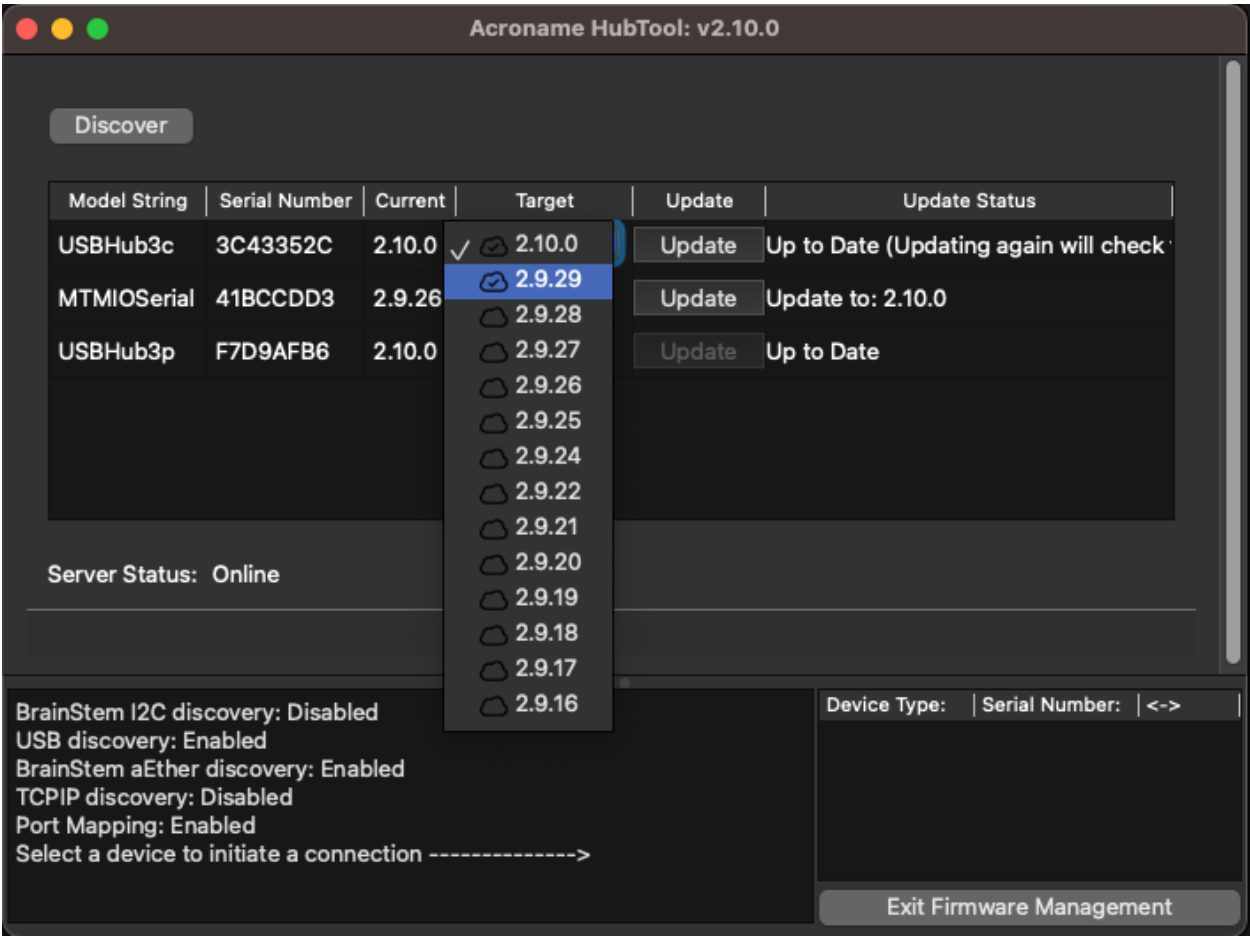 Acroname HubTool: v2.10.0
Discover
Model String Serial Number Current Target Update Update Status
USBHub3c 3C43352C 2.10.0 Update Up to Date (Updating again will check
MTMIOSerial 41BCCDD3 2.9.26 Update Update to: 2.10.0
USBHub3p F7D9AFB6 2.10.0 Update Up to Date
2.10.0
2.9.29
2.9.28
2.9.27
2.9.26
2.9.25
2.9.24
2.9.22
2.9.21
2.9.20
2.9.19
2.9.18
2.9.17
2.9.16
Server Status: Online
BrainStem I2C discovery: Disabled
USB discovery: Enabled
BrainStem aEther discovery: Enabled
TCPIP discovery: Disabled
Port Mapping: Enabled
Select a device to initiate a connection -------------->
Device Type: Serial Number: <->
Exit Firmware Management